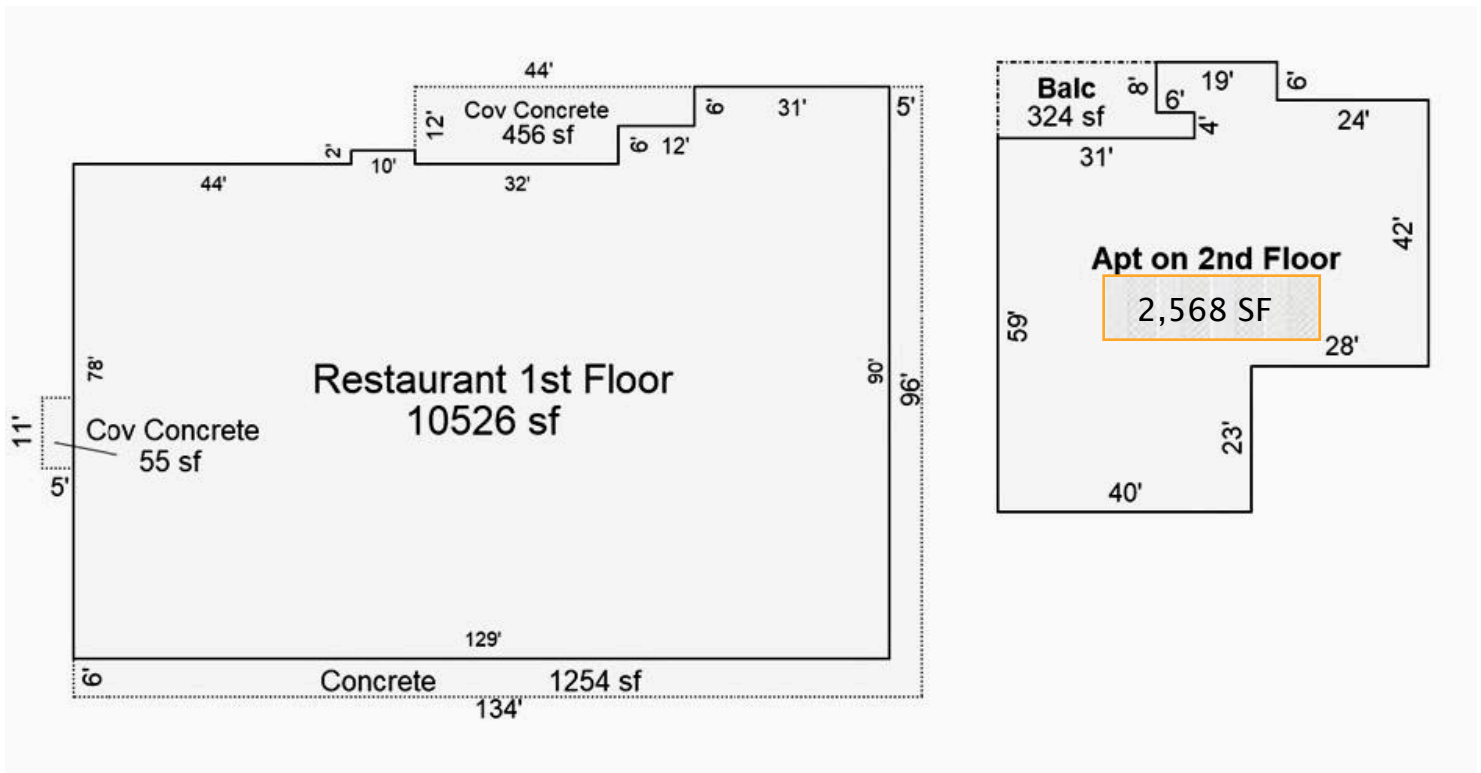 44'
12'
Cov Concrete
456 sf
6'
31'
5'
2'
10'
6'
12'
44'
32'
78'
Restaurant 1st Floor
10526 sf
90'
96'
11'
Cov Concrete
55 sf
5'
129'
6'
Concrete
1254 sf
134'
Balc
324 sf
8'
19'
6'
6'
4'
24'
31'
42'
Apt on 2nd Floor
2,568 SF
59'
28'
23'
40'